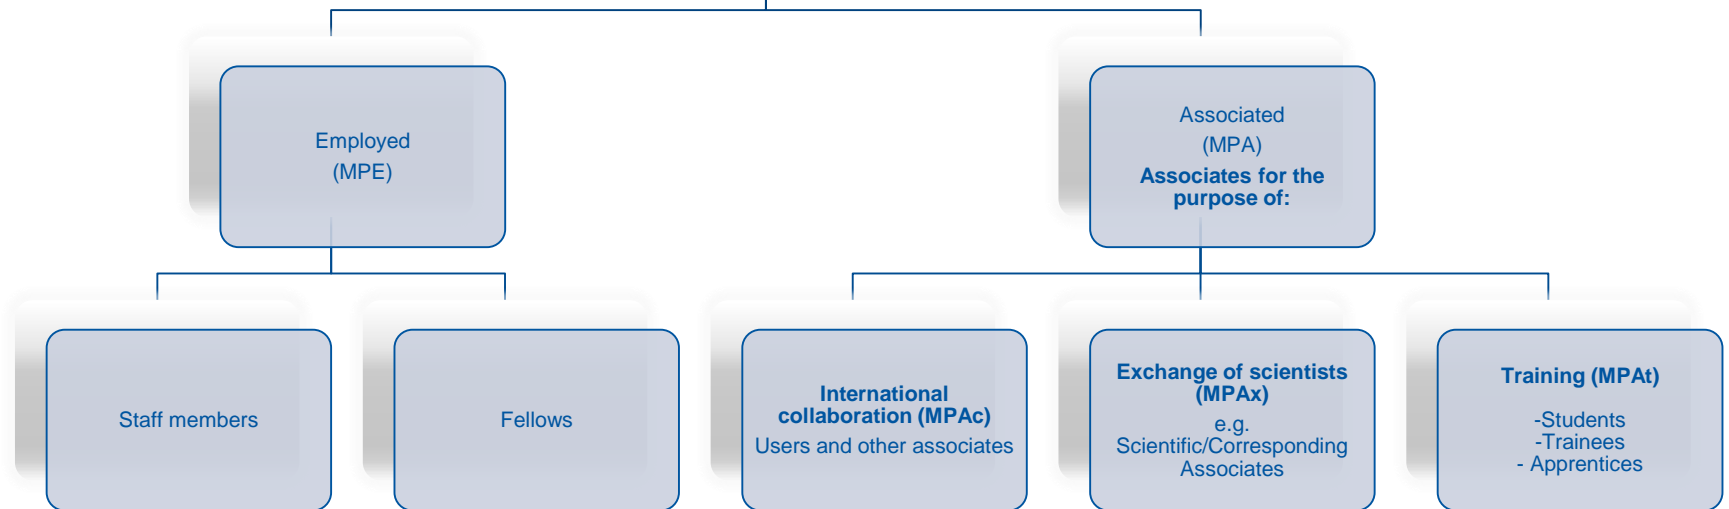 Employed
(MPE)
Associated
(MPA)
Associates for the
purpose of:
Staff members
Fellows
International
collaboration (MPAc)
Users and other associates
Exchange of scientists
(MPAx)
e.g.
Scientific/Corresponding
Associates
Training (MPAt)
-Students
-Trainees
- Apprentices